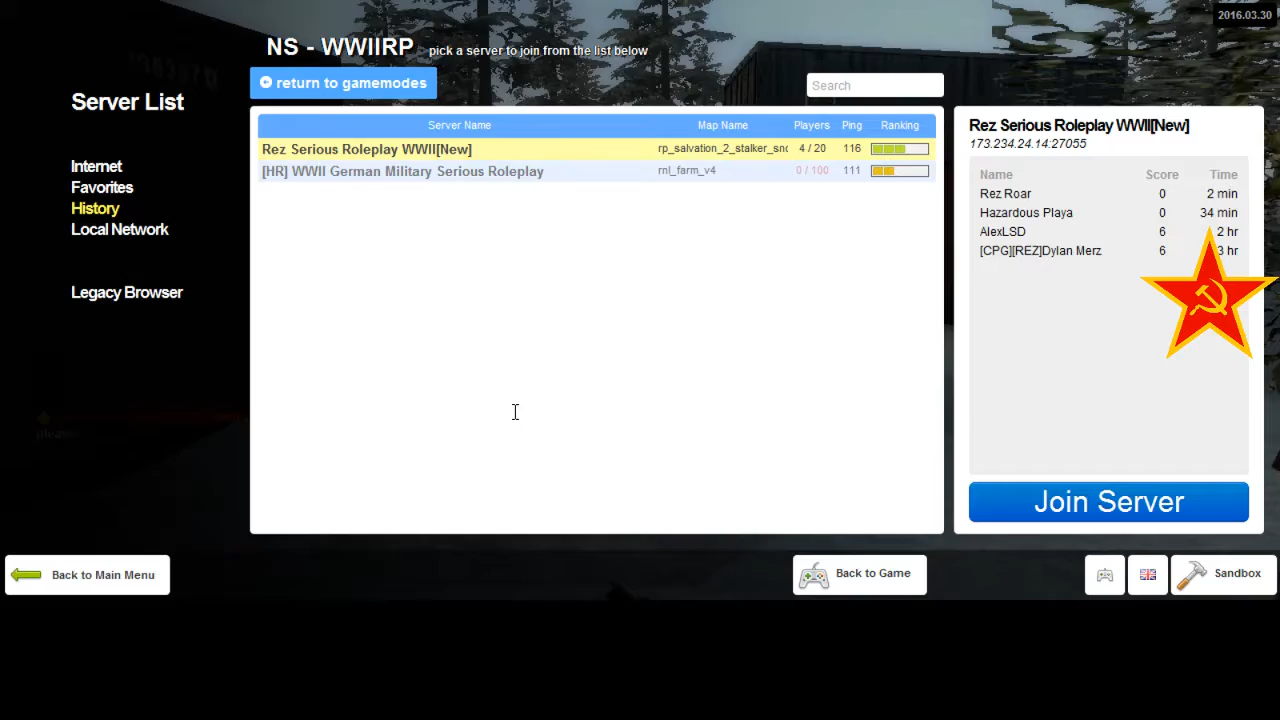 2016.03.30
NS - WWIIRP pick a server to join from the list below
return to gamemodes
Search
Server List
Internet
Favorites
History
Local Network
Legacy Browser
Server Name Map Name Players Ping Ranking
Rez Serious Roleplay WWII[New] rp_salvation_2_stalker_snc 4 / 20 116
[HR] WWII German Military Serious Roleplay rnl_farm_v4 0 / 100 111
Rez Serious Roleplay WWII[New]
173.234.24.14:27055
Name Score Time
Rez Roar 0 2 min
Hazardous Playa 0 34 min
AlexLSD 6 2 hr
[CPG][REZ]Dylan Merz 6 3 hr
Join Server
Back to Main Menu
Back to Game
Sandbox